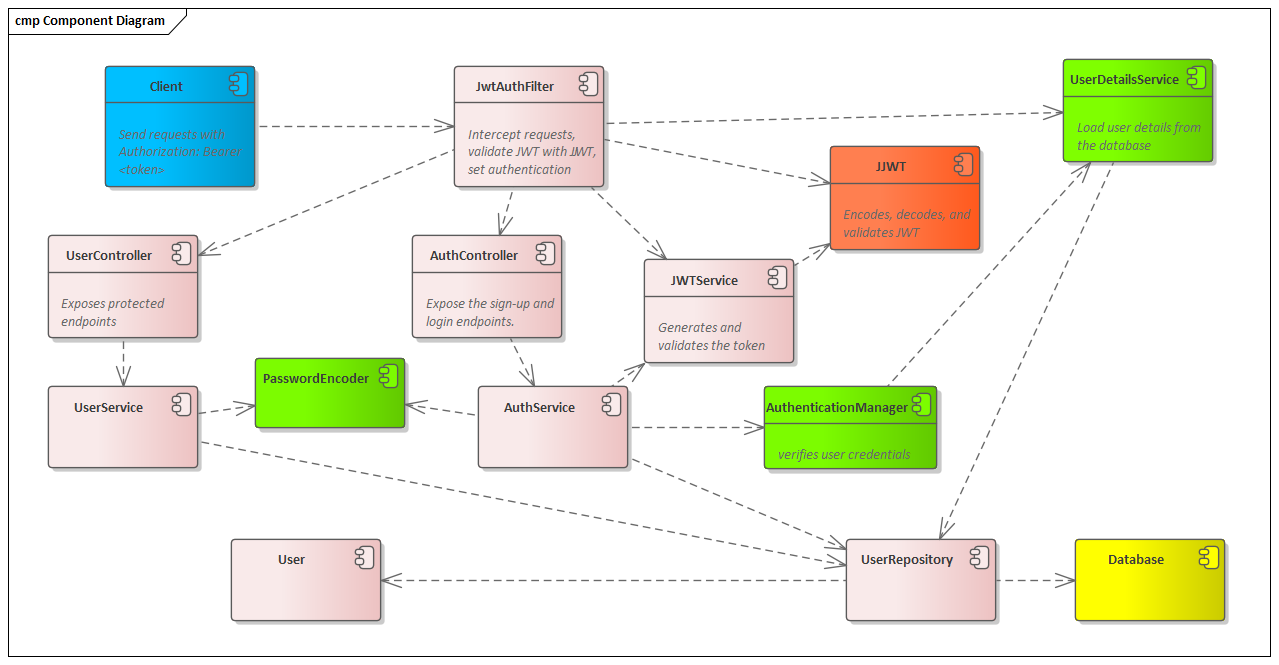 cmp Component Diagram
Client
Send requests with
Authorization: Bearer
<token>
JwtAuthFilter
Intercept requests,
validate JWT with JWT,
set authentication
UserDetailsService
Load user details from
the database
JJWT
Encodes, decodes, and
validates JWT
UserController
Exposes protected
endpoints
AuthController
Expose the sign-up and
login endpoints.
JWTService
Generates and
validates the token
PasswordEncoder
UserService
AuthService
AuthenticationManager
verifies user credentials
User
UserRepository
Database